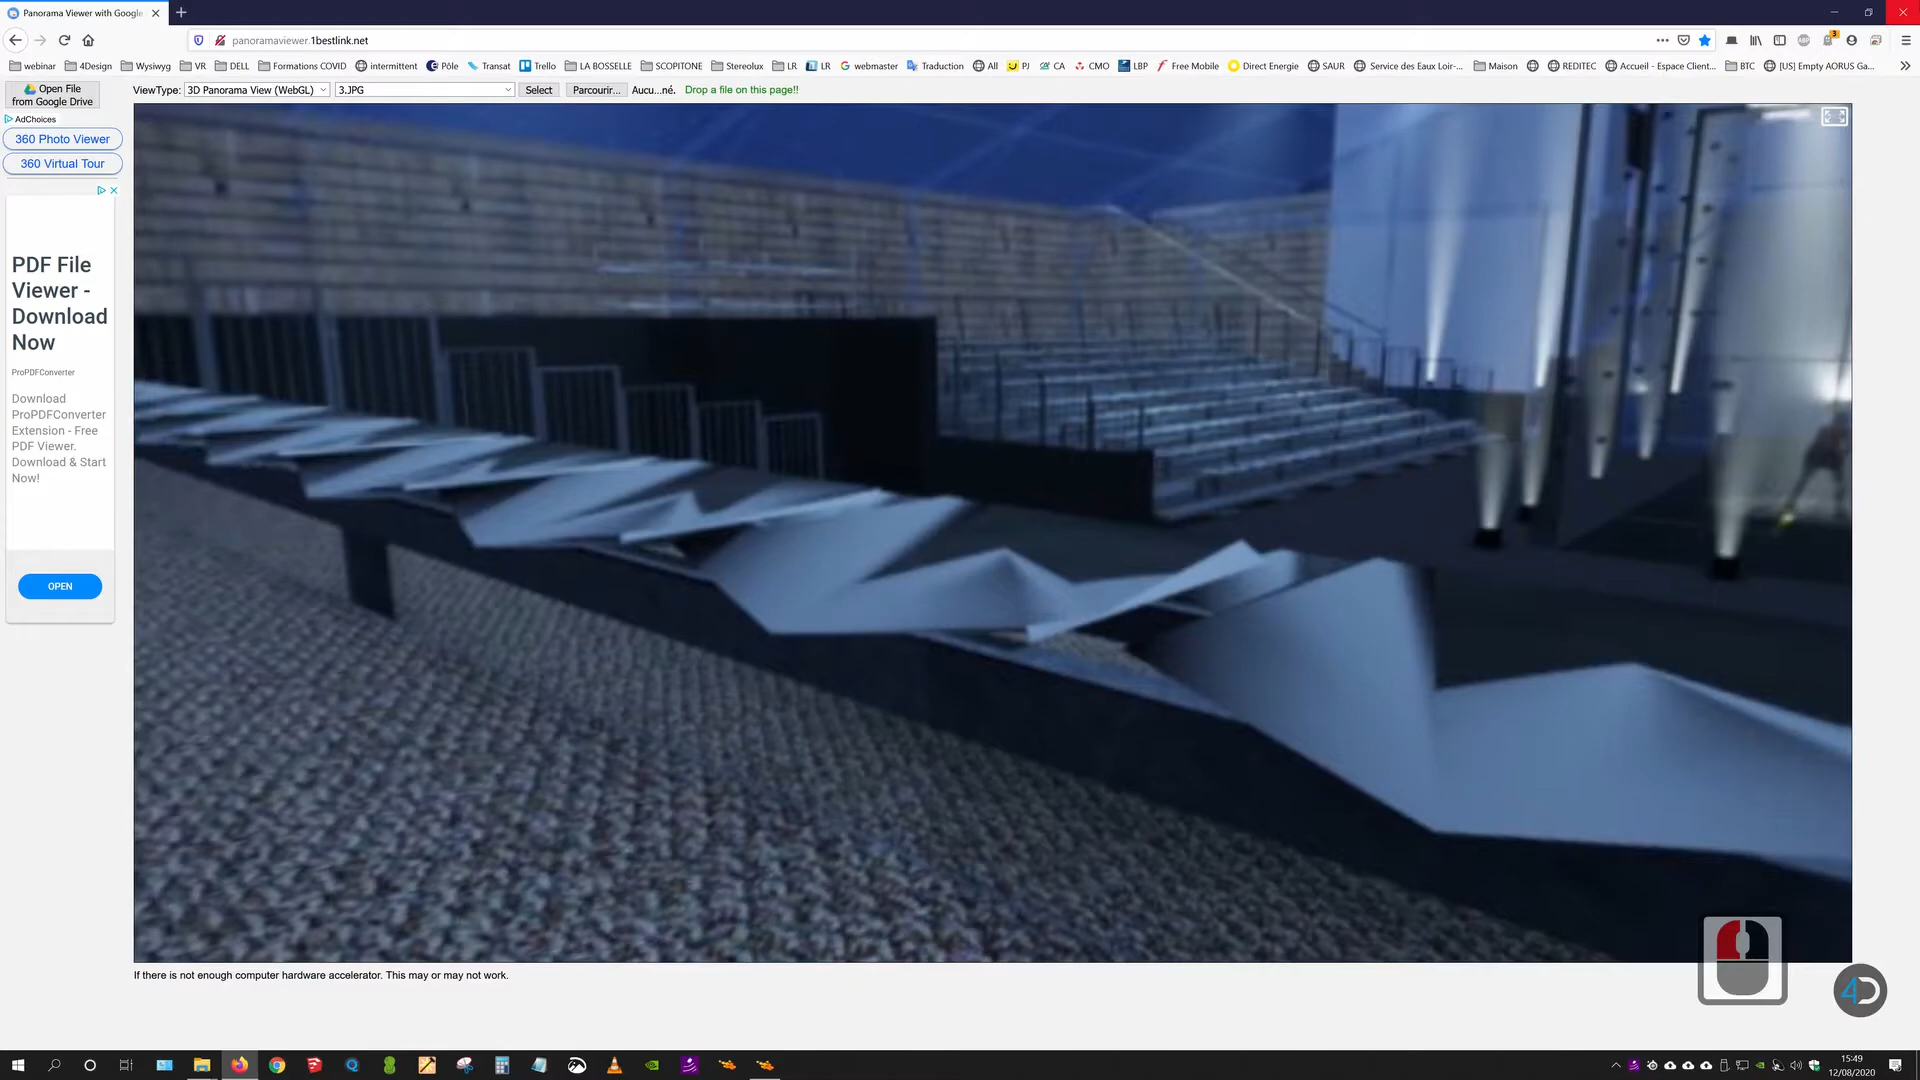 Panorama Viewer with Google
panoramaviewer.1bestlink.net
3
webinar 4Design Wysiwyg VR DELL Formations COVID intermittent Pôle Transat Trello LA BOSSELLE SCOPITONE Stereolux LR LR webmaster Traduction All PJ CA CMO LBP Free Mobile Direct Energie SAUR Service des Eaux Loir-... Maison REDITEC Accueil - Espace Client... BTC [US] Empty AORUS Ga...
Open File
from Google Drive
ViewType: 3D Panorama View (WebGL) 3.JPG Select Parcourir... Aucu...né. Drop a file on this page!!
AdChoices
360 Photo Viewer
360 Virtual Tour
PDF File
Viewer -
Download
Now
ProPDFConverter
Download
ProPDFConverter
Extension - Free
PDF Viewer.
Download & Start
Now!
OPEN
If there is not enough computer hardware accelerator. This may or may not work.
4D
15:49
12/08/2020